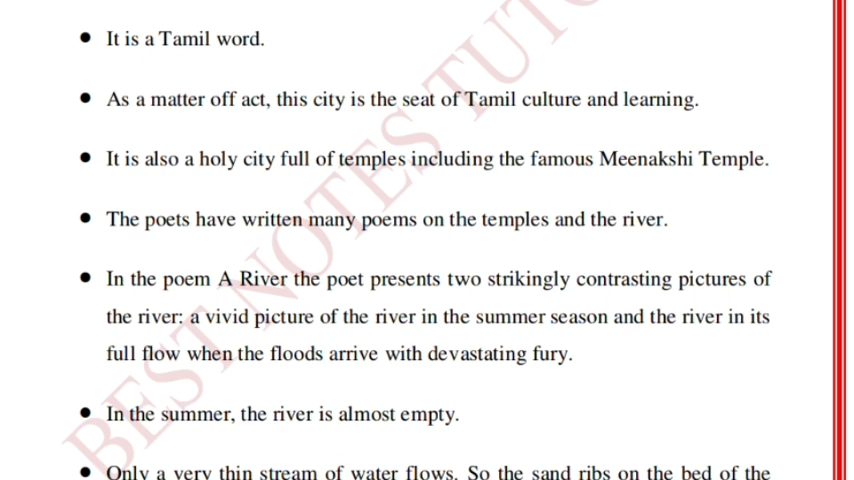 It is a Tamil word.
As a matter off act, this city is the seat of Tamil culture and learning.
It is also a holy city full of temples including the famous Meenakshi Temple.
The poets have written many poems on the temples and the river.
In the poem A River the poet presents two strikingly contrasting pictures of
the river: a vivid picture of the river in the summer season and the river in its
full flow when the floods arrive with devastating fury.
In the summer, the river is almost empty.
Only a very thin stream of water flows. So the sand ribs on the bed of the
BEST NOTES TUTO